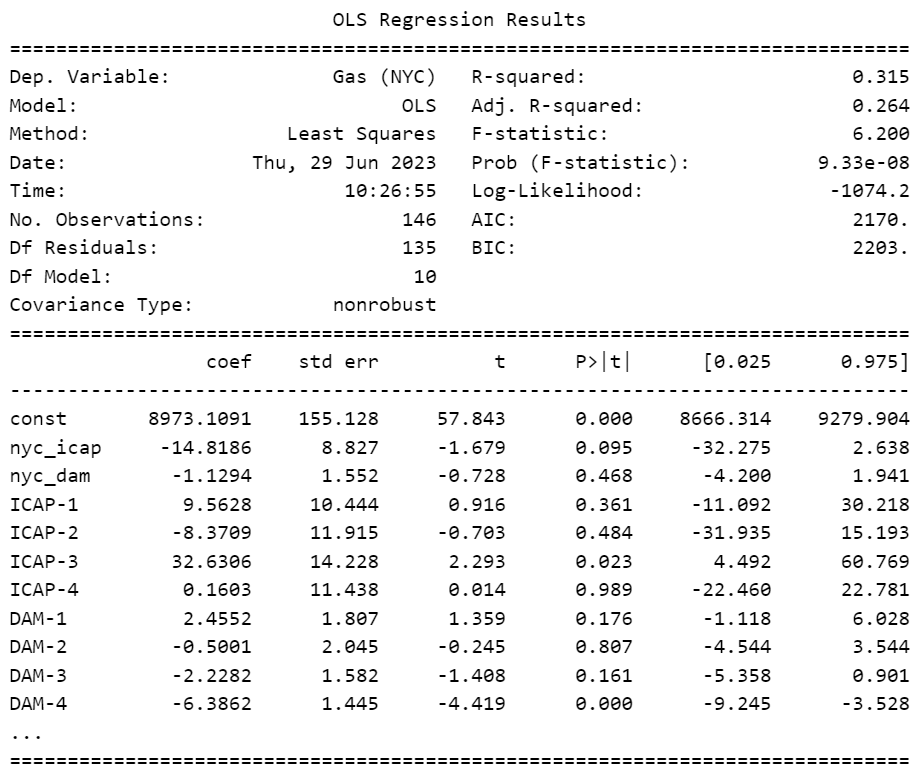 OLS Regression Results
==============================================================================
Dep. Variable: Gas (NYC) R-squared: 0.315
Model: OLS Adj. R-squared: 0.264
Method: Least Squares F-statistic: 6.200
Date: Thu, 29 Jun 2023 Prob (F-statistic): 9.33e-08
Time: 10:26:55 Log-Likelihood: -1074.2
No. Observations: 146 AIC: 2170.
Df Residuals: 135 BIC: 2203.
Df Model: 10
Covariance Type: nonrobust
==============================================================================
coef std err t P>|t| [0.025 0.975]
------------------------------------------------------------------------------
const 8973.1091 155.128 57.843 0.000 8666.314 9279.904
nyc_icap -14.8186 8.827 -1.679 0.095 -32.275 2.638
nyc_dam -1.1294 1.552 -0.728 0.468 -4.200 1.941
ICAP-1 9.5628 10.444 0.916 0.361 -11.092 30.218
ICAP-2 -8.3709 11.915 -0.703 0.484 -31.935 15.193
ICAP-3 32.6306 14.228 2.293 0.023 4.492 60.769
ICAP-4 0.1603 11.438 0.014 0.989 -22.460 22.781
DAM-1 2.4552 1.807 1.359 0.176 -1.118 6.028
DAM-2 -0.5001 2.045 -0.245 0.807 -4.544 3.544
DAM-3 -2.2282 1.582 -1.408 0.161 -5.358 0.901
DAM-4 -6.3862 1.445 -4.419 0.000 -9.245 -3.528
...
==============================================================================